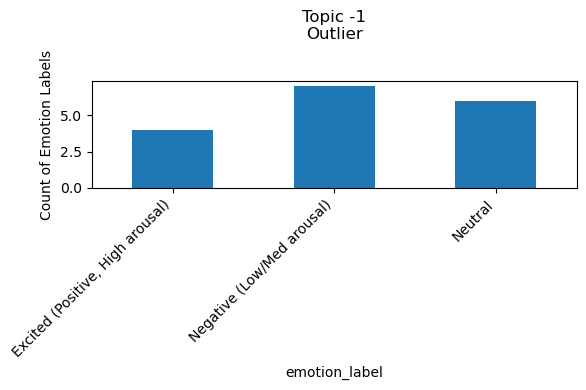 Topic -1
Outlier
Count of Emotion Labels
5.0
2.5
0.0
Excited (Positive, High arousal)
Negative (Low/Med arousal)
Neutral
emotion_label